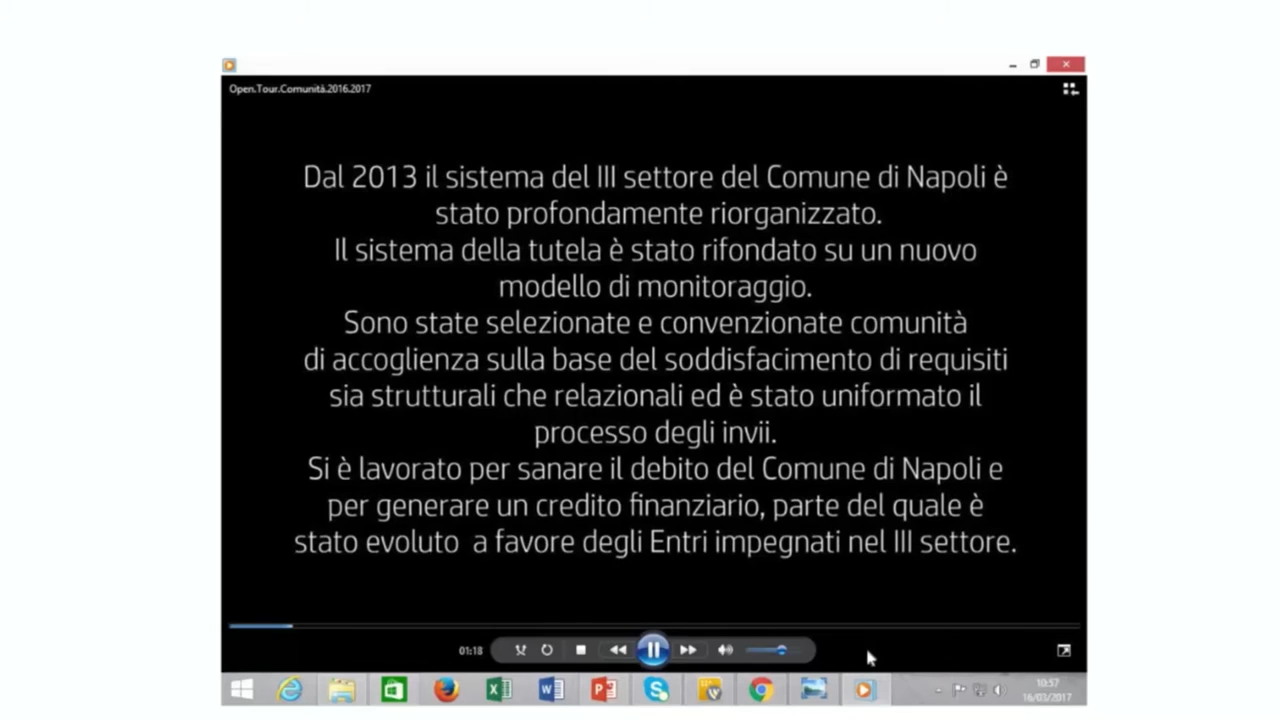 Open.Tour.Comunità.2016.2017
Dal 2013 il sistema del III settore del Comune di Napoli è
stato profondamente riorganizzato.
Il sistema della tutela è stato rifondato su un nuovo
modello di monitoraggio.
Sono state selezionate e convenzionate comunità
di accoglienza sulla base del soddisfacimento di requisiti
sia strutturali che relazionali ed è stato uniformato il
processo degli invii.
Si è lavorato per sanare il debito del Comune di Napoli e
per generare un credito finanziario, parte del quale è
stato evoluto a favore degli Entri impegnati nel III settore.
01:18
10:57
16/03/2017